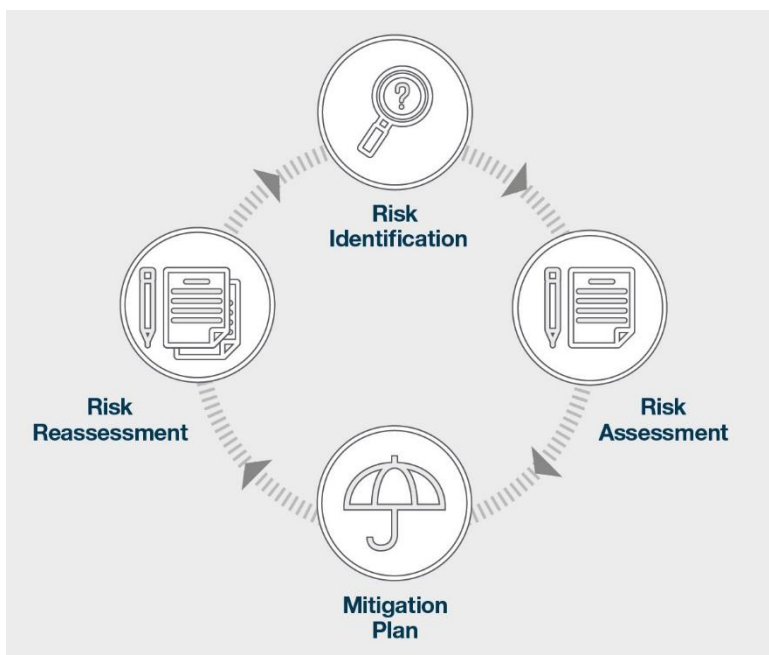 ?
Risk
Identification
Risk
Reassessment
Risk
Assessment
Mitigation
Plan